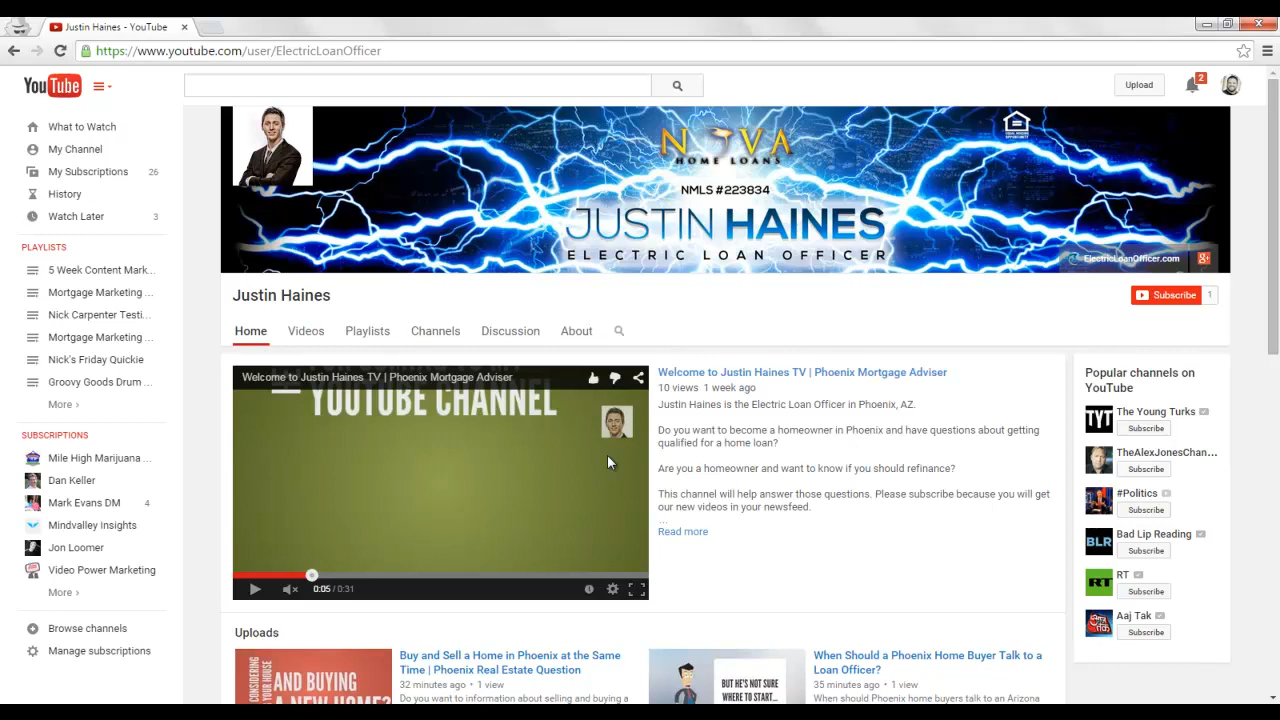 Justin Haines - YouTube
https://www.youtube.com/user/ElectricLoanOfficer
YouTube
Upload
2
What to Watch
My Channel
My Subscriptions 26
History
Watch Later 3
PLAYLISTS
5 Week Content Mark...
Mortgage Marketing ...
Nick Carpenter Testi...
Mortgage Marketing ...
Nick's Friday Quickie
Groovy Goods Drum ...
More ›
SUBSCRIPTIONS
Mile High Marijuana ...
Dan Keller
Mark Evans DM 4
Mindvalley Insights
Jon Loomer
Video Power Marketing
More ›
Browse channels
Manage subscriptions
NOVA
HOME LOANS
NMLS #223834
JUSTIN HAINES
ELECTRIC LOAN OFFICER
EQUAL HOUSING
OPPORTUNITY
ElectricLoanOfficer.com
g+
Justin Haines
Subscribe 1
Home Videos Playlists Channels Discussion About
Welcome to Justin Haines TV | Phoenix Mortgage Adviser
YOUTUBE CHANNEL
0:05 / 0:31
Welcome to Justin Haines TV | Phoenix Mortgage Adviser
10 views 1 week ago
Justin Haines is the Electric Loan Officer in Phoenix, AZ.
Do you want to become a homeowner in Phoenix and have questions about getting
qualified for a home loan?
Are you a homeowner and want to know if you should refinance?
This channel will help answer those questions. Please subscribe because you will get
our new videos in your newsfeed.
...
Read more
Uploads
CONSIDERING
YOUR HOUSE
AND BUYING
A NEW HOME?
Buy and Sell a Home in Phoenix at the Same
Time | Phoenix Real Estate Question
32 minutes ago • 1 view
Do you want to information about selling and buying a
BUT HE'S NOT SURE
WHERE TO START...
When Should a Phoenix Home Buyer Talk to a
Loan Officer?
35 minutes ago • 1 view
When should Phoenix home buyers talk to an Arizona
Popular channels on
YouTube
TYT
The Young Turks
Subscribe
TheAlexJonesChan...
Subscribe
#Politics
Subscribe
BLR
Bad Lip Reading
Subscribe
RT
RT
Subscribe
Aaj Tak
Subscribe